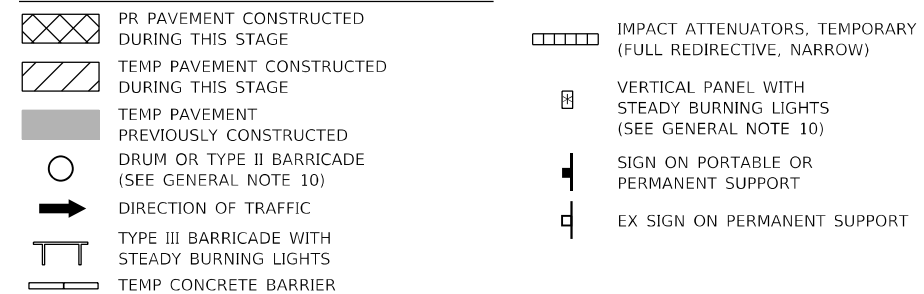 PR PAVEMENT CONSTRUCTED
DURING THIS STAGE
TEMP PAVEMENT CONSTRUCTED
DURING THIS STAGE
TEMP PAVEMENT
PREVIOUSLY CONSTRUCTED
DRUM OR TYPE II BARRICADE
(SEE GENERAL NOTE 10)
DIRECTION OF TRAFFIC
TYPE III BARRICADE WITH
STEADY BURNING LIGHTS
TEMP CONCRETE BARRIER
IMPACT ATTENUATORS, TEMPORARY
(FULL REDIRECTIVE, NARROW)
VERTICAL PANEL WITH
STEADY BURNING LIGHTS
(SEE GENERAL NOTE 10)
SIGN ON PORTABLE OR
PERMANENT SUPPORT
EX SIGN ON PERMANENT SUPPORT